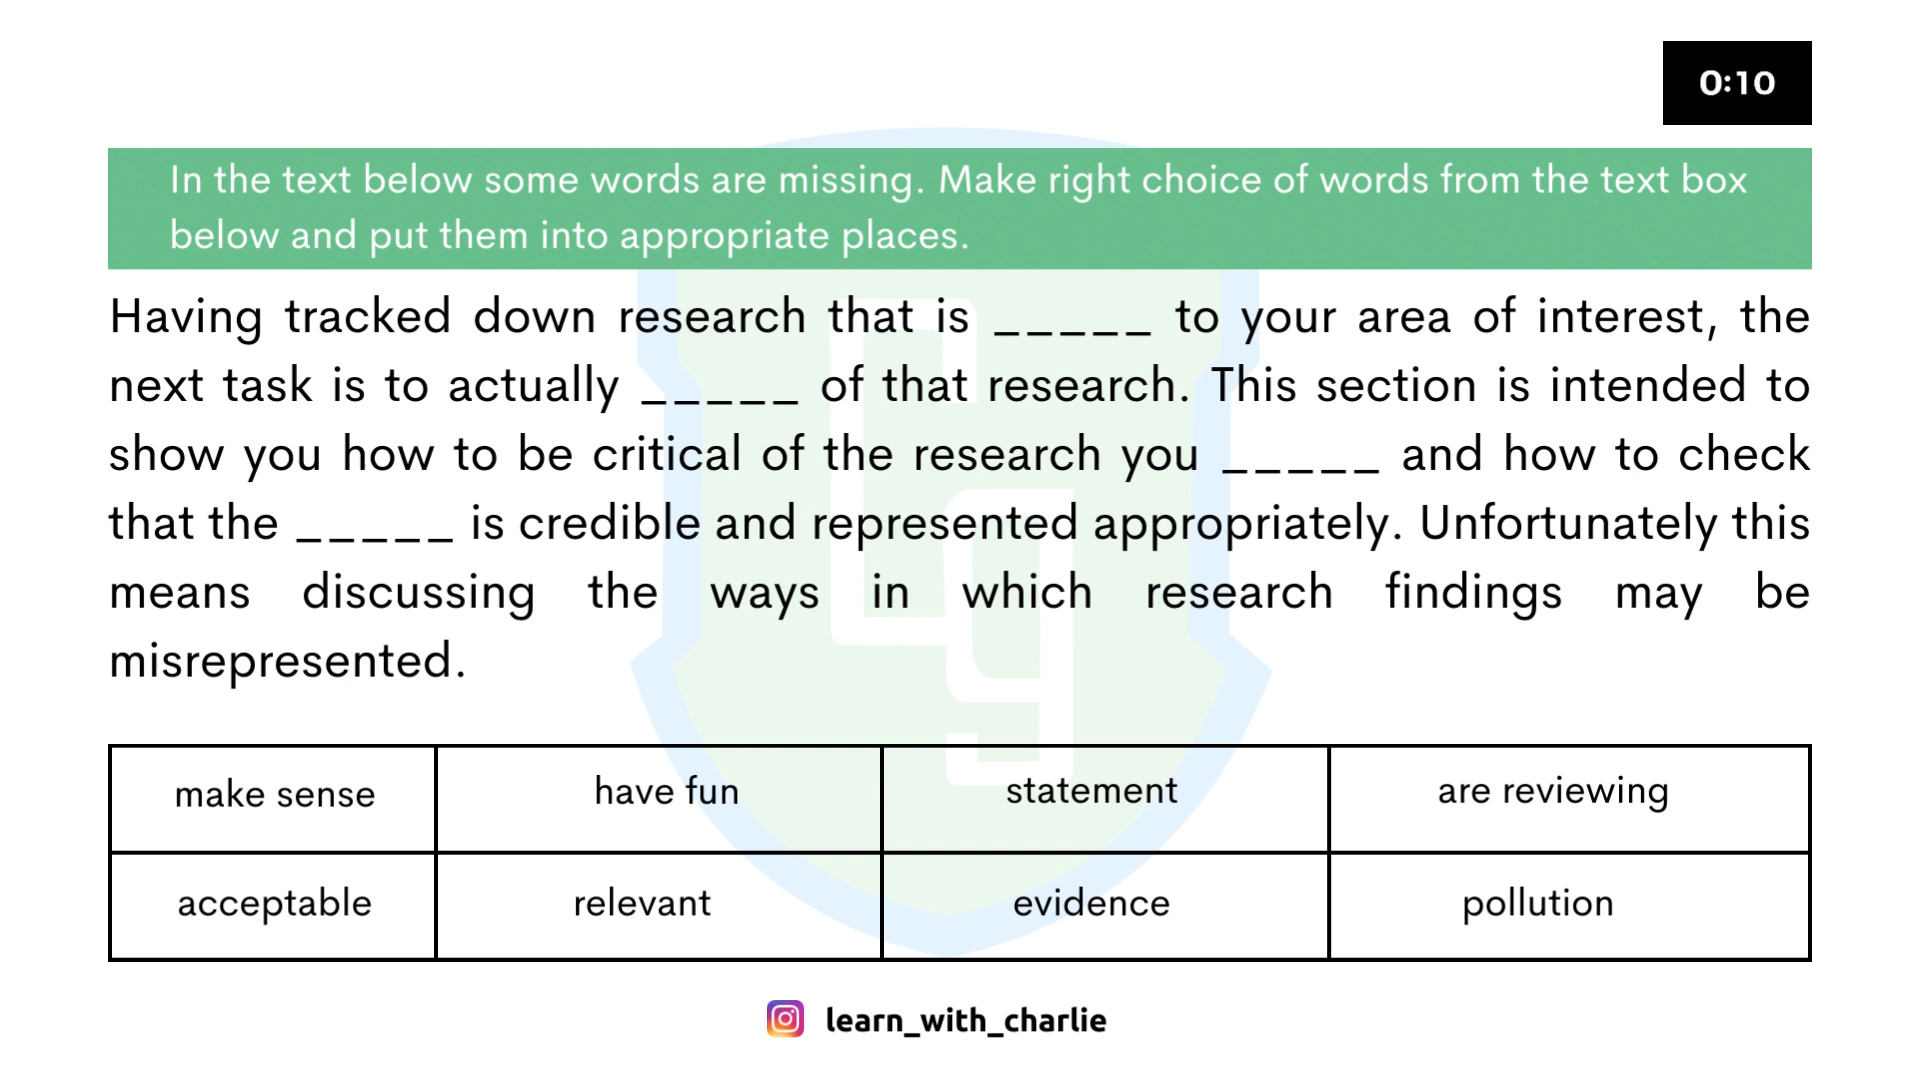 0:10
In the text below some words are missing. Make right choice of words from the text box
below and put them into appropriate places.
Having tracked down research that is _____ to your area of interest, the
next task is to actually _____ of that research. This section is intended to
show you how to be critical of the research you _____ and how to check
that the _____ is credible and represented appropriately. Unfortunately this
means discussing the ways in which research findings may be
misrepresented.
make sense have fun statement are reviewing
acceptable relevant evidence pollution
learn_with_charlie